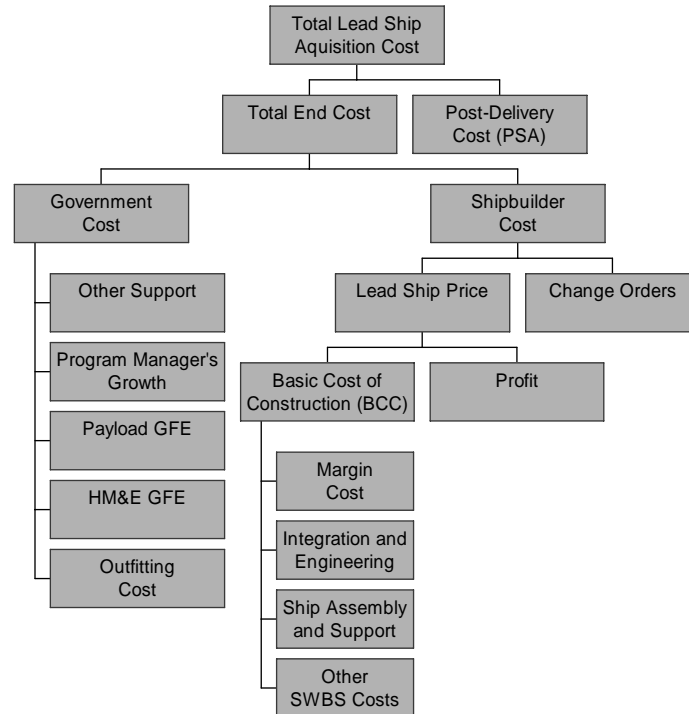 Total Lead Ship
Aquisition Cost
Total End Cost
Post-Delivery
Cost (PSA)
Government
Cost
Shipbuilder
Cost
Other Support
Program Manager's
Growth
Payload GFE
HM&E GFE
Outfitting
Cost
Lead Ship Price
Change Orders
Basic Cost of
Construction (BCC)
Profit
Margin
Cost
Integration and
Engineering
Ship Assembly
and Support
Other
SWBS Costs